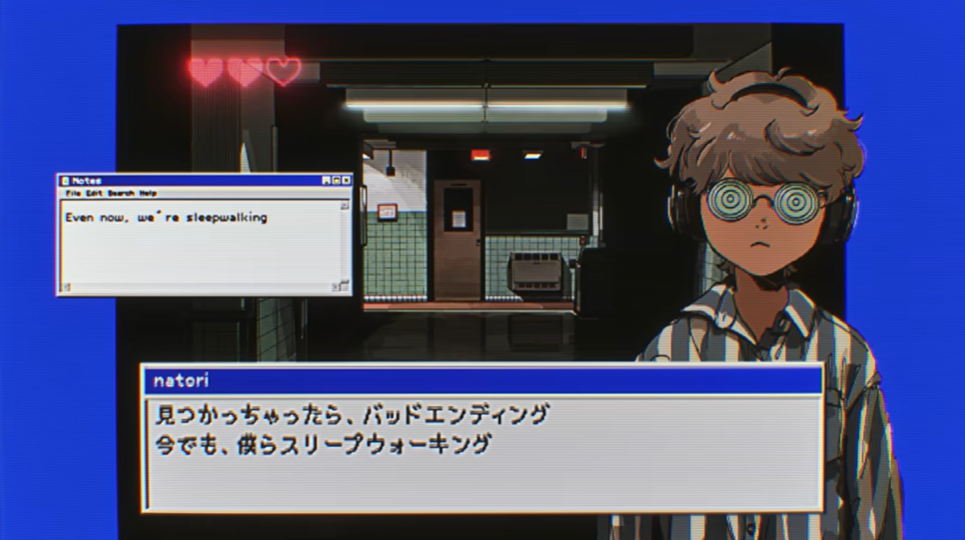 Notes
File Edit Search Help
Even now, we're sleepwalking
natori
見つかっちゃったら、バッドエンディング
今でも、僕らスリープウォーキング